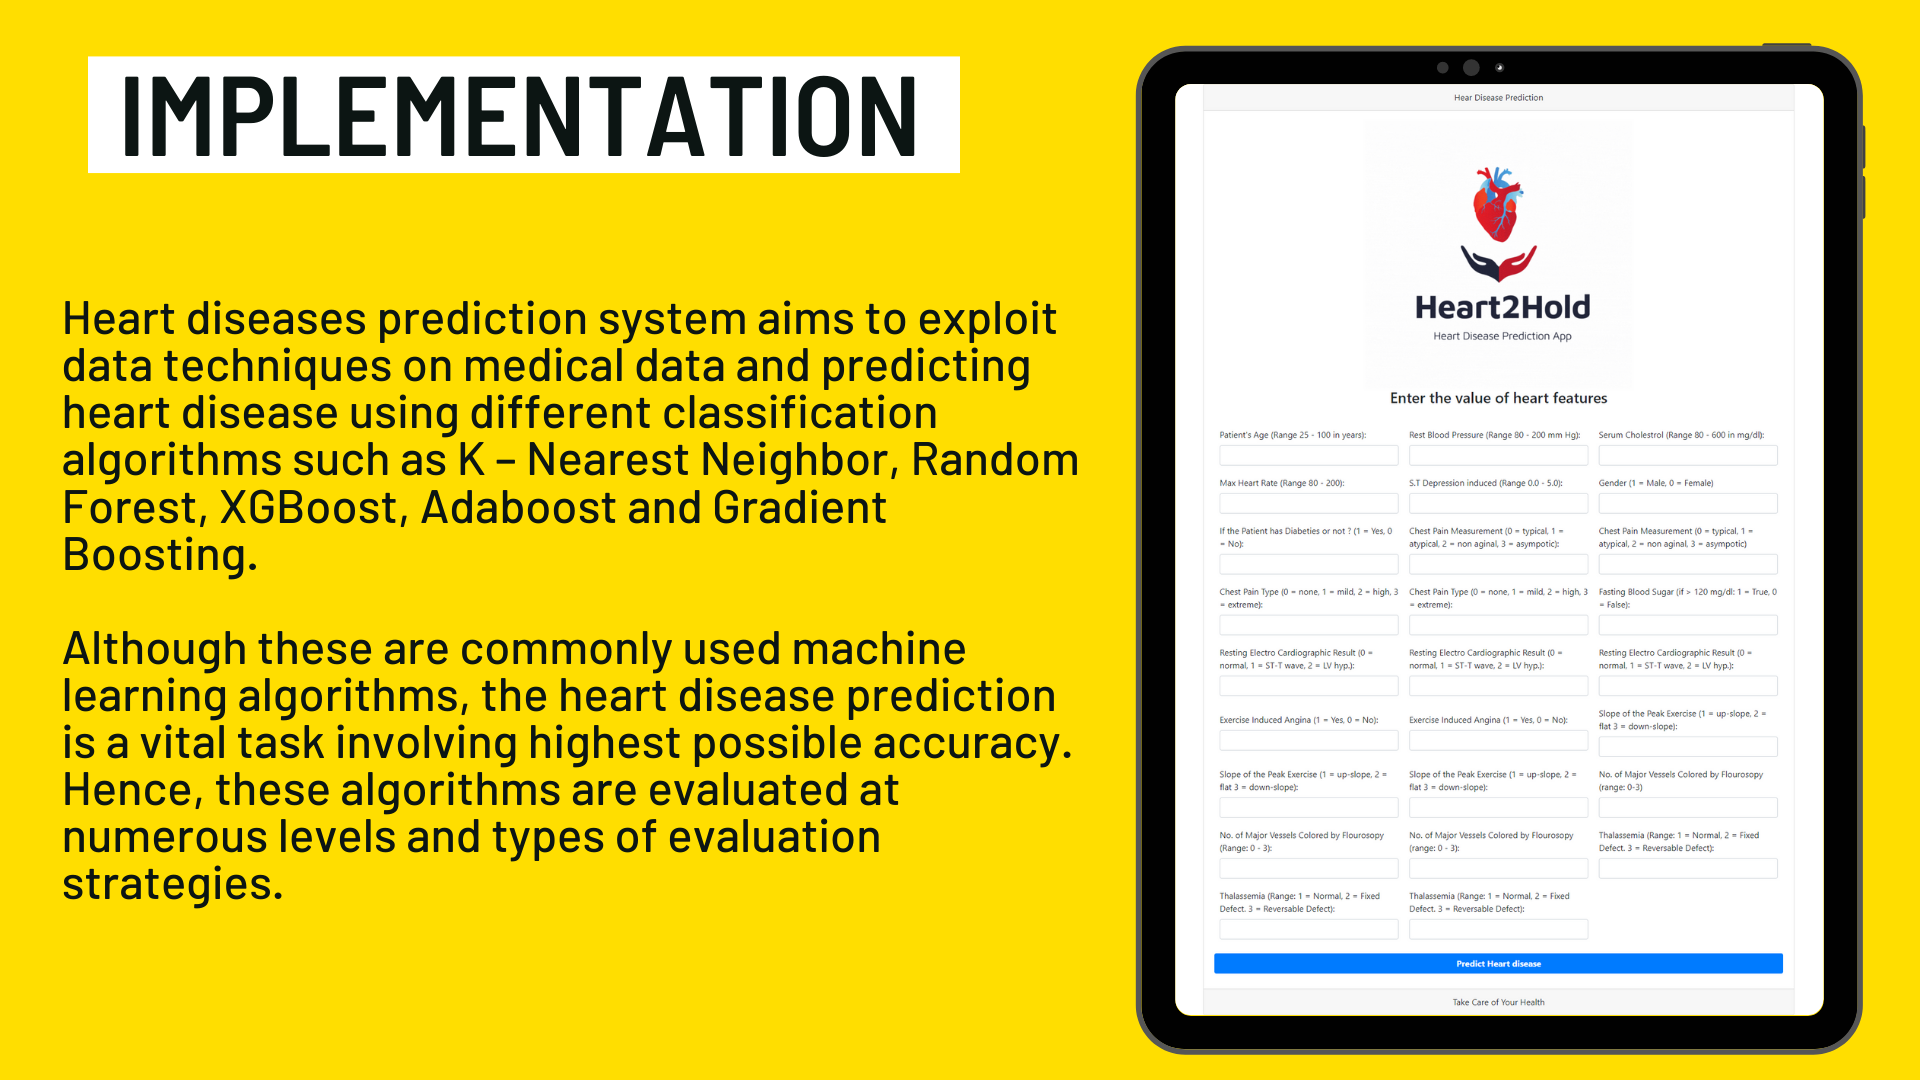 IMPLEMENTATION
Heart diseases prediction system aims to exploit
data techniques on medical data and predicting
heart disease using different classification
algorithms such as K – Nearest Neighbor, Random
Forest, XGBoost, Adaboost and Gradient
Boosting.
Although these are commonly used machine
learning algorithms, the heart disease prediction
is a vital task involving highest possible accuracy.
Hence, these algorithms are evaluated at
numerous levels and types of evaluation
strategies.
Hear Disease Prediction
Heart2Hold
Heart Disease Prediction App
Enter the value of heart features
Patient's Age (Range 25 - 100 in years):
Rest Blood Pressure (Range 80 - 200 mm Hg):
Serum Cholestrol (Range 80 - 600 in mg/dl):
Max Heart Rate (Range 80 - 200):
S.T Depression induced (Range 0.0 - 5.0):
Gender (1 = Male, 0 = Female)
If the Patient has Diabeties or not ? (1 = Yes, 0
= No):
Chest Pain Measurement (0 = typical, 1 =
atypical, 2 = non aginal, 3 = asympotic):
Chest Pain Measurement (0 = typical, 1 =
atypical, 2 = non aginal, 3 = asympotic)
Chest Pain Type (0 = none, 1 = mild, 2 = high, 3
= extreme):
Chest Pain Type (0 = none, 1 = mild, 2 = high, 3
= extreme):
Fasting Blood Sugar (if > 120 mg/dl: 1 = True, 0
= False):
Resting Electro Cardiographic Result (0 =
normal, 1 = ST-T wave, 2 = LV hyp.):
Resting Electro Cardiographic Result (0 =
normal, 1 = ST-T wave, 2 = LV hyp.):
Resting Electro Cardiographic Result (0 =
normal, 1 = ST-T wave, 2 = LV hyp.):
Exercise Induced Angina (1 = Yes, 0 = No):
Exercise Induced Angina (1 = Yes, 0 = No):
Slope of the Peak Exercise (1 = up-slope, 2 =
flat 3 = down-slope):
Slope of the Peak Exercise (1 = up-slope, 2 =
flat 3 = down-slope):
Slope of the Peak Exercise (1 = up-slope, 2 =
flat 3 = down-slope):
No. of Major Vessels Colored by Flourosopy
(range: 0-3)
No. of Major Vessels Colored by Flourosopy
(Range: 0 - 3):
No. of Major Vessels Colored by Flourosopy
(range: 0 - 3):
Thalassemia (Range: 1 = Normal, 2 = Fixed
Defect. 3 = Reversable Defect):
Thalassemia (Range: 1 = Normal, 2 = Fixed
Defect. 3 = Reversable Defect):
Thalassemia (Range: 1 = Normal, 2 = Fixed
Defect. 3 = Reversable Defect):
Predict Heart disease
Take Care of Your Health